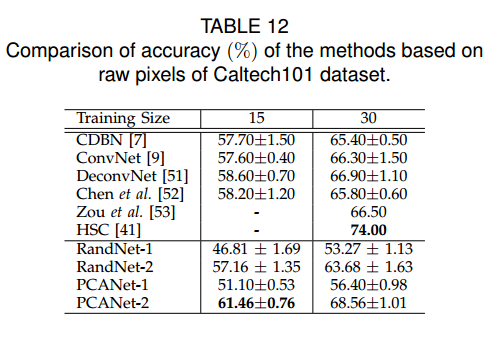 TABLE 12
Comparison of accuracy (%) of the methods based on
raw pixels of Caltech101 dataset.
Training Size 15 30
CDBN [7] 57.70±1.50 65.40±0.50
ConvNet [9] 57.60±0.40 66.30±1.50
DeconvNet [51] 58.60±0.70 66.90±1.10
Chen et al. [52] 58.20±1.20 65.80±0.60
Zou et al. [53] - 66.50
HSC [41] - 74.00
RandNet-1 46.81 ± 1.69 53.27 ± 1.13
RandNet-2 57.16 ± 1.35 63.68 ± 1.63
PCANet-1 51.10±0.53 56.40±0.98
PCANet-2 61.46±0.76 68.56±1.01